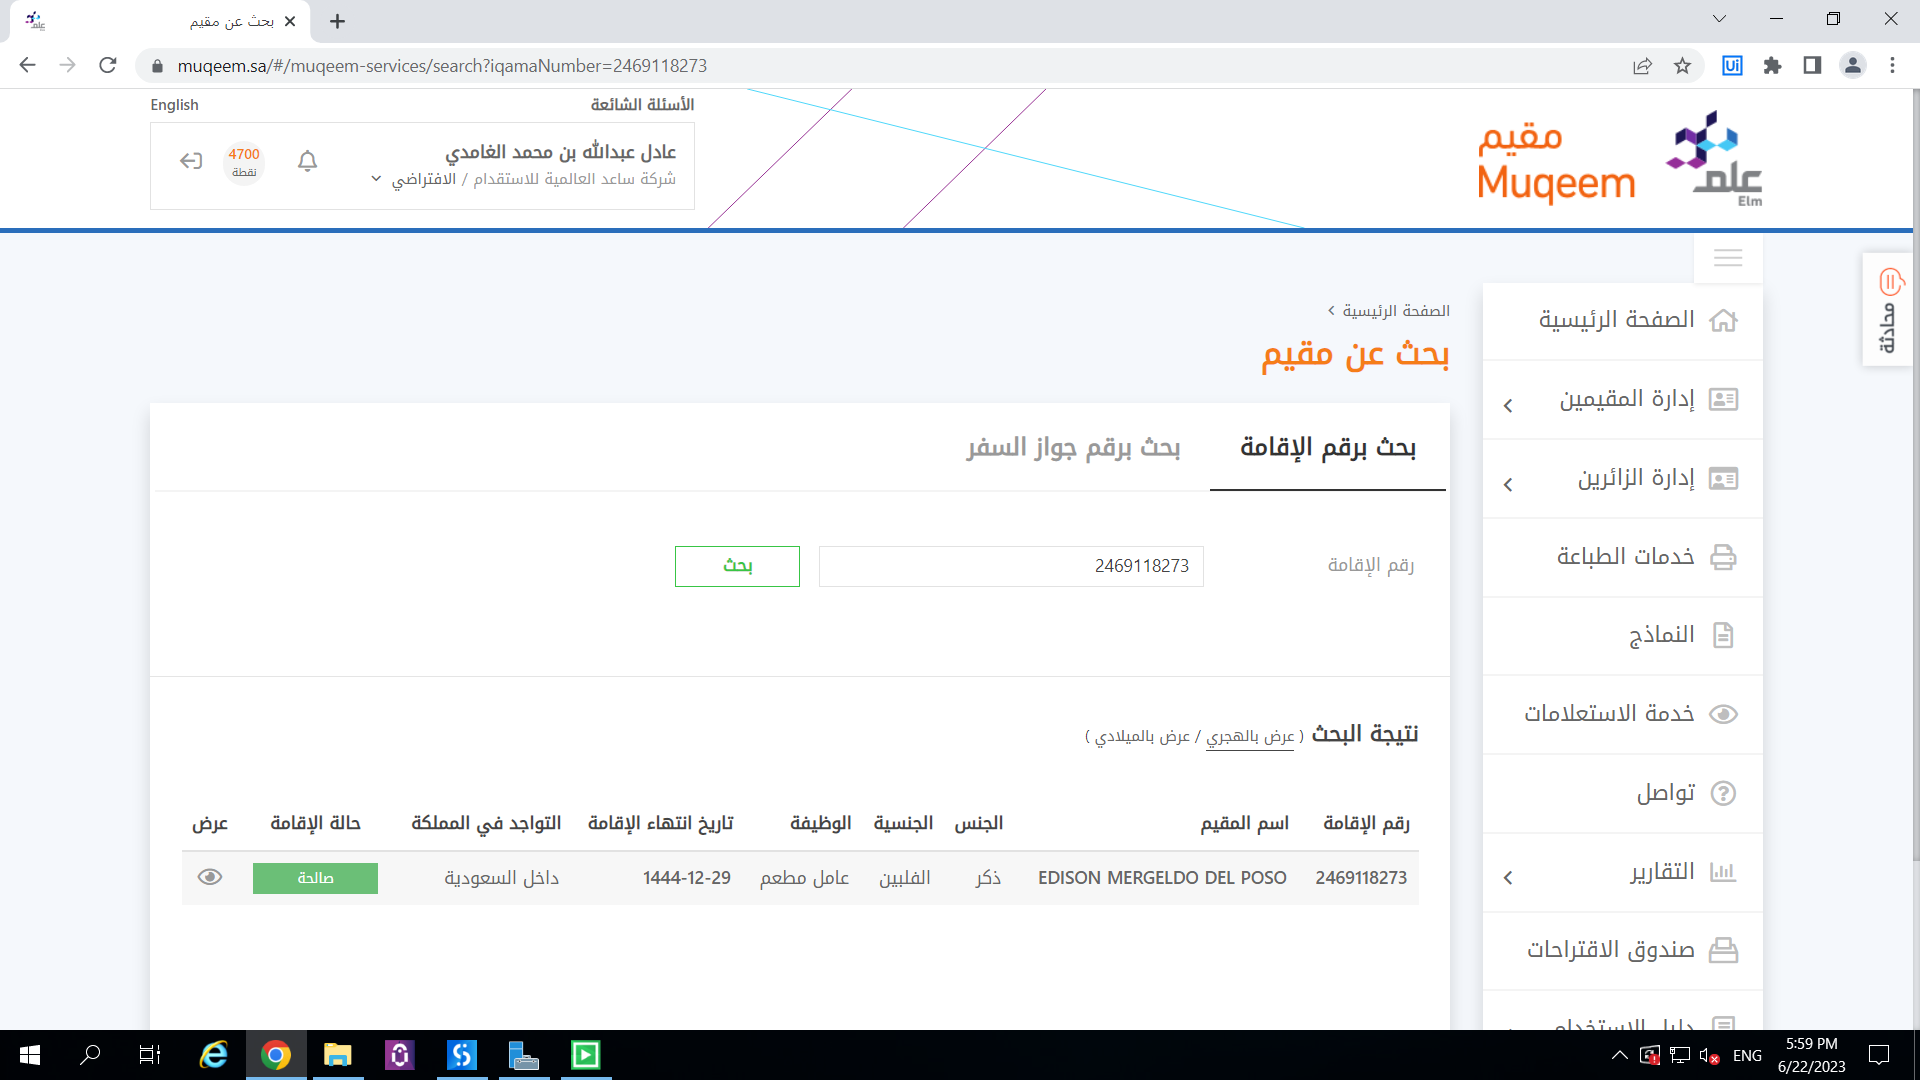 بحث عن مقيم
muqeem.sa/#/muqeem-services/search?iqamaNumber=2469118273
English
الأسئلة الشائعة
عادل عبدالله بن محمد الغامدي
شركة ساعد العالمية للاستقدام / الافتراضي
4700
نقطة
مقيم
Muqeem
علم
Elm
محادثة
الصفحة الرئيسية
إدارة المقيمين
إدارة الزائرين
خدمات الطباعة
النماذج
خدمة الاستعلامات
تواصل
التقارير
صندوق الاقتراحات
دليل الاستخدام
الصفحة الرئيسية
بحث عن مقيم
بحث برقم الإقامة
بحث برقم جواز السفر
رقم الإقامة
2469118273
بحث
نتيجة البحث ( عرض بالهجري / عرض بالميلادي )
رقم الإقامة اسم المقيم الجنس الجنسية الوظيفة تاريخ انتهاء الإقامة التواجد في المملكة حالة الإقامة عرض
2469118273 EDISON MERGELDO DEL POSO ذكر الفلبين عامل مطعم 1444-12-29 داخل السعودية صالحة
ENG
5:59 PM
6/22/2023